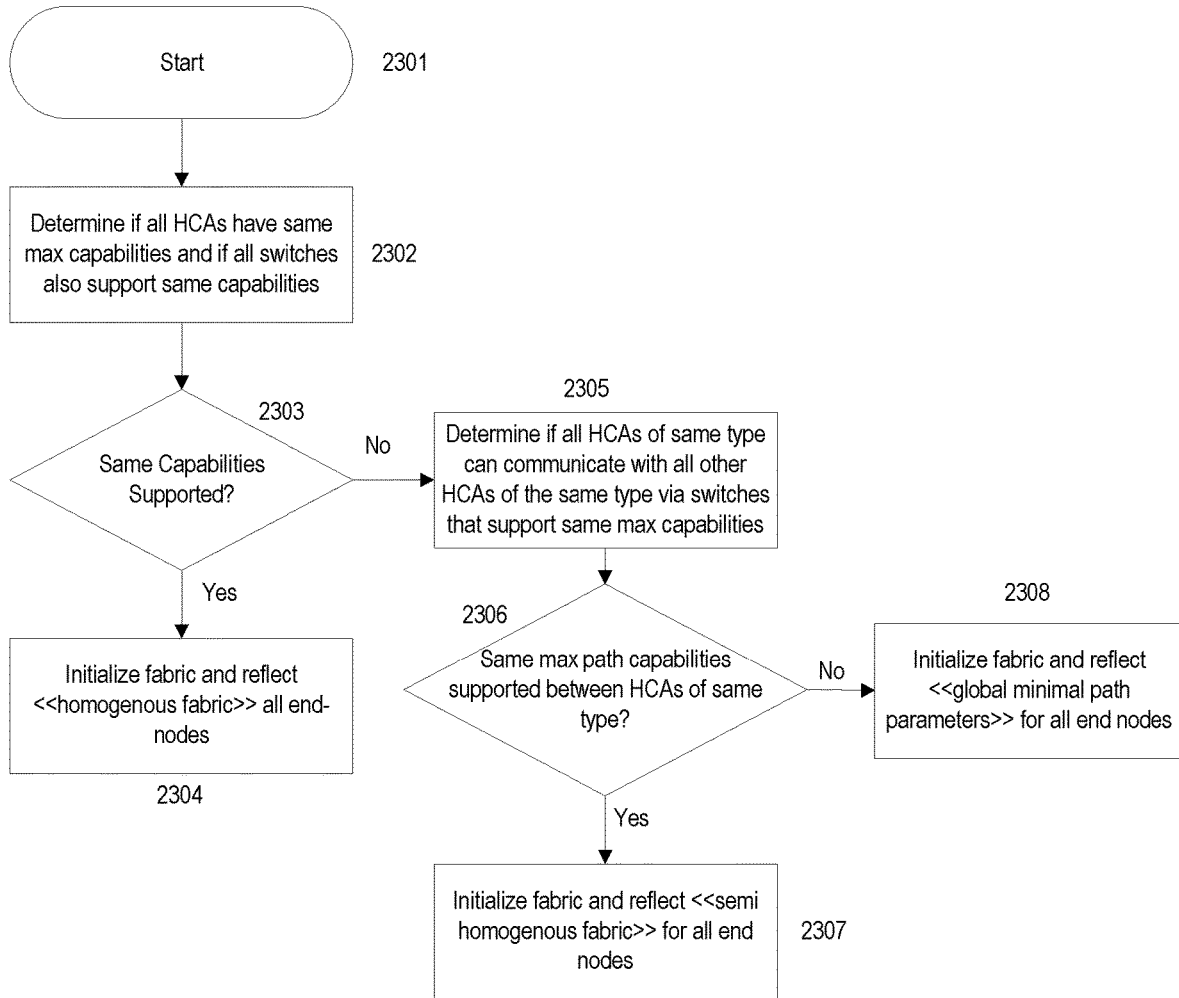 Start
2301
Determine if all HCAs have same
max capabilities and if all switches
also support same capabilities
2302
2303
Same Capabilities
Supported?
No
Yes
2305
Determine if all HCAs of same type
can communicate with all other
HCAs of the same type via switches
that support same max capabilities
Initialize fabric and reflect
<<homogenous fabric>> all end-
nodes
2304
2306
Same max path capabilities
supported between HCAs of same
type?
No
Yes
2308
Initialize fabric and reflect
<<global minimal path
parameters>> for all end nodes
Initialize fabric and reflect <<semi
homogenous fabric>> for all end
nodes
2307